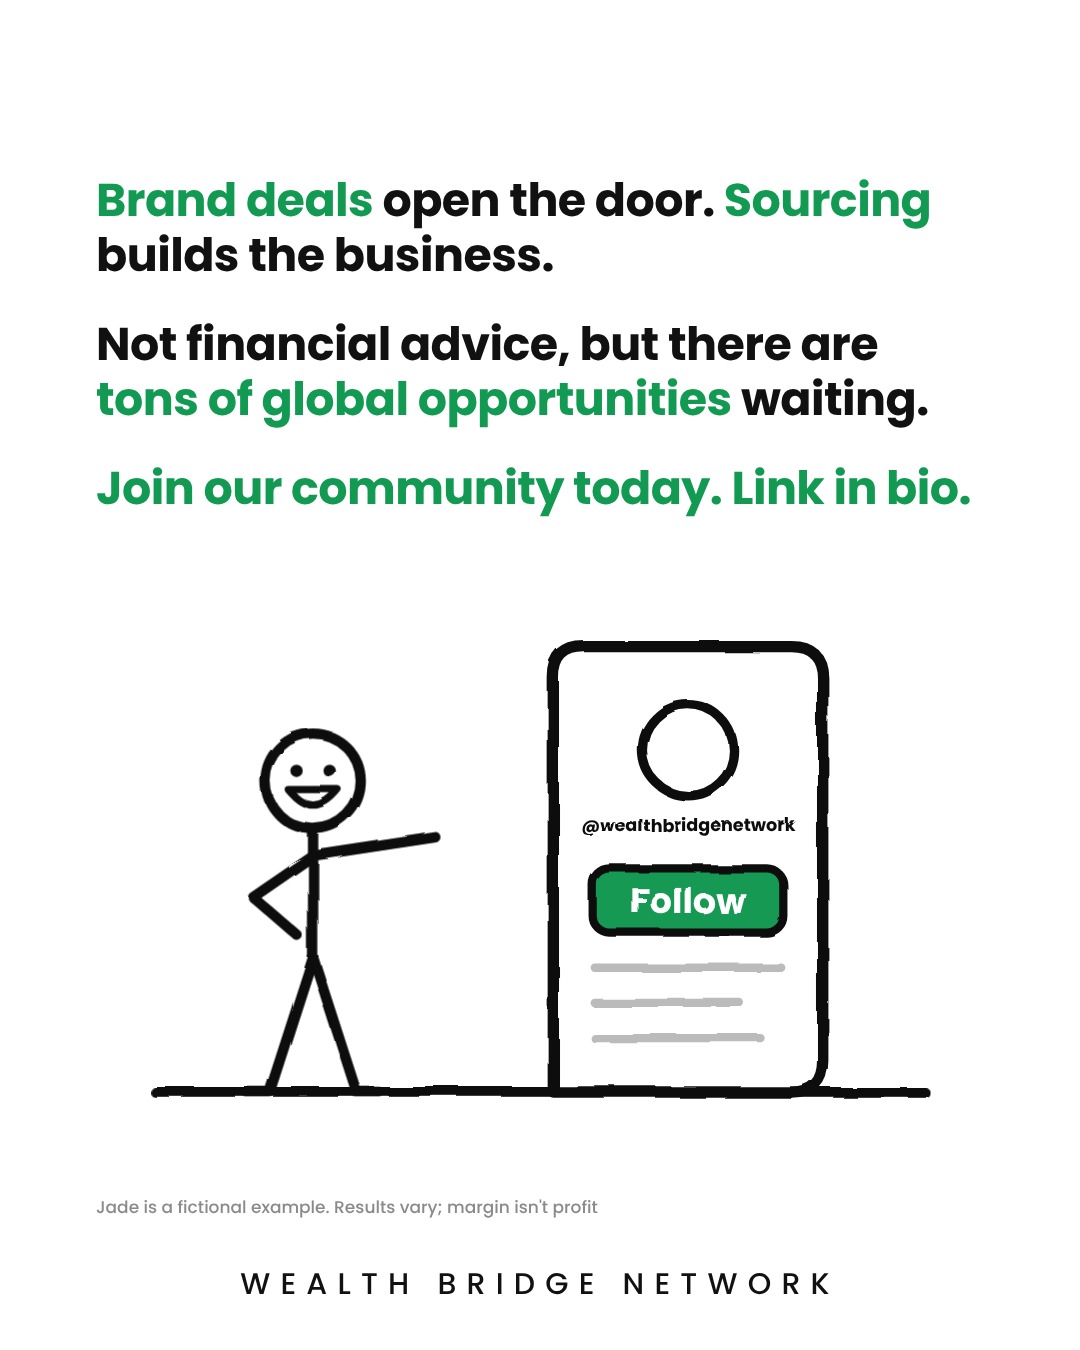 Brand deals open the door. Sourcing
builds the business.
Not financial advice, but there are
tons of global opportunities waiting.
Join our community today. Link in bio.
@wealthbridgenetwork
Follow
Jade is a fictional example. Results vary; margin isn't profit
WEALTH BRIDGE NETWORK